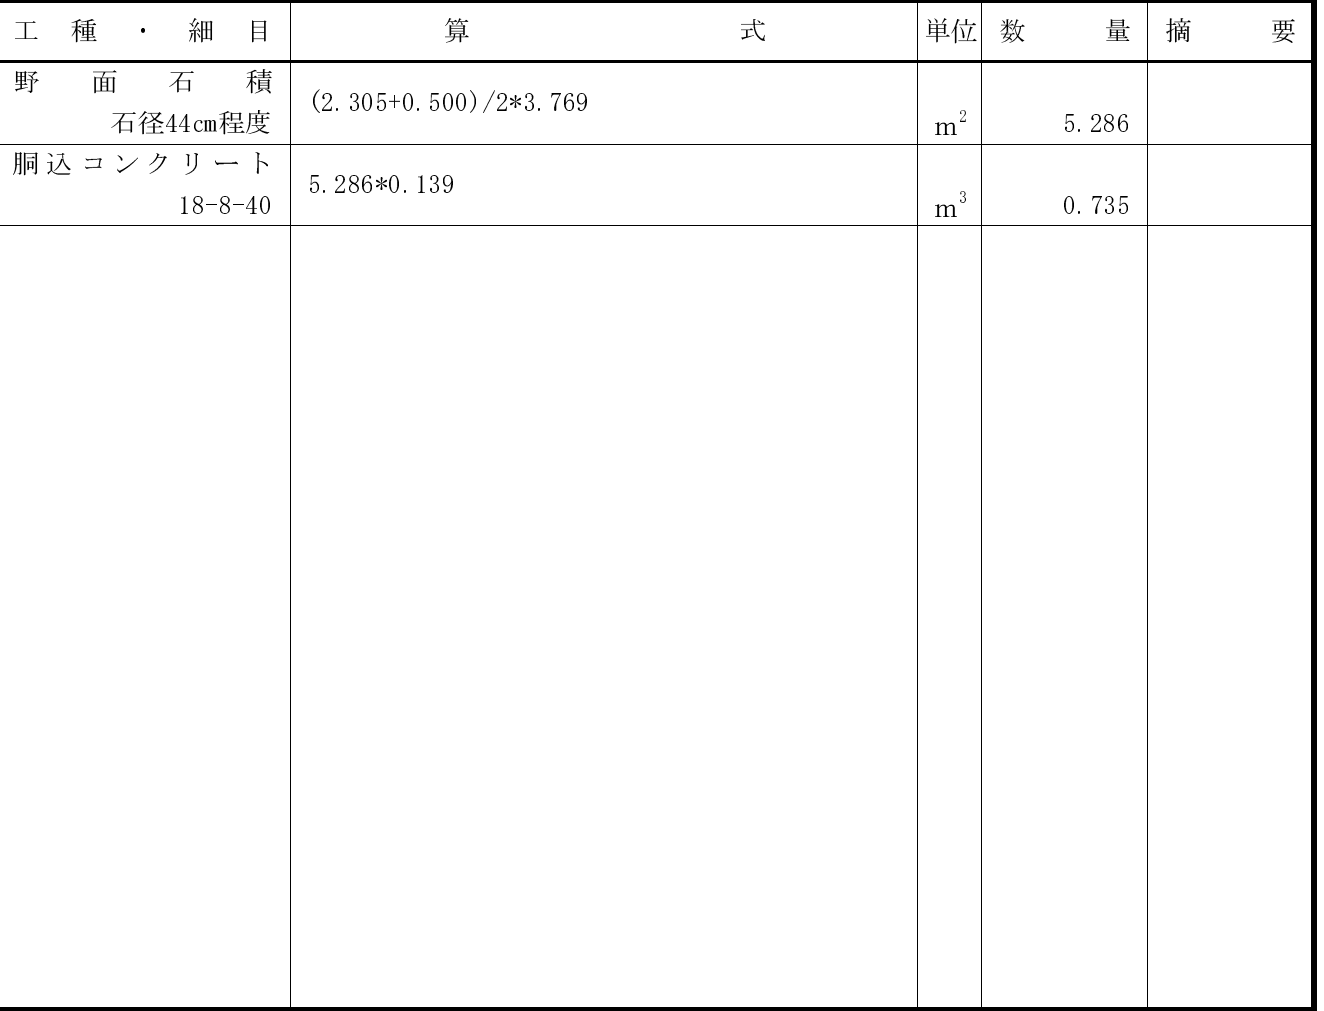 工種・細目 算式 単位 数量 摘要
野面石積
(2.305+0.500)/2*3.769
石径44㎝程度 m² 5.286
胴込コンクリート
5.286*0.139
18-8-40 m³ 0.735